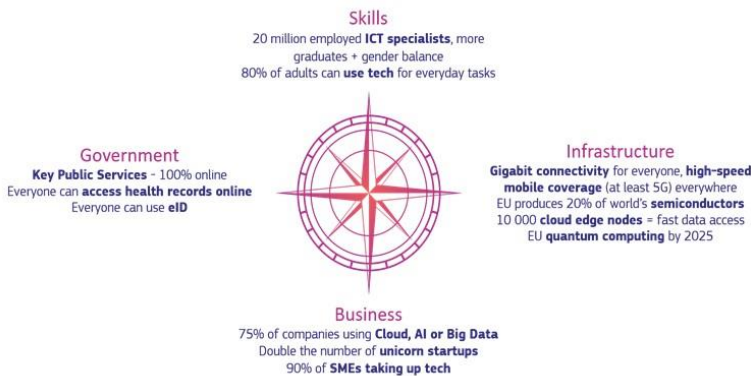 Skills
20 million employed ICT specialists, more
graduates + gender balance
80% of adults can use tech for everyday tasks
Government
Key Public Services - 100% online
Everyone can access health records online
Everyone can use eID
Infrastructure
Gigabit connectivity for everyone, high-speed
mobile coverage (at least 5G) everywhere
EU produces 20% of world's semiconductors
10 000 cloud edge nodes = fast data access
EU quantum computing by 2025
Business
75% of companies using Cloud, AI or Big Data
Double the number of unicorn startups
90% of SMEs taking up tech